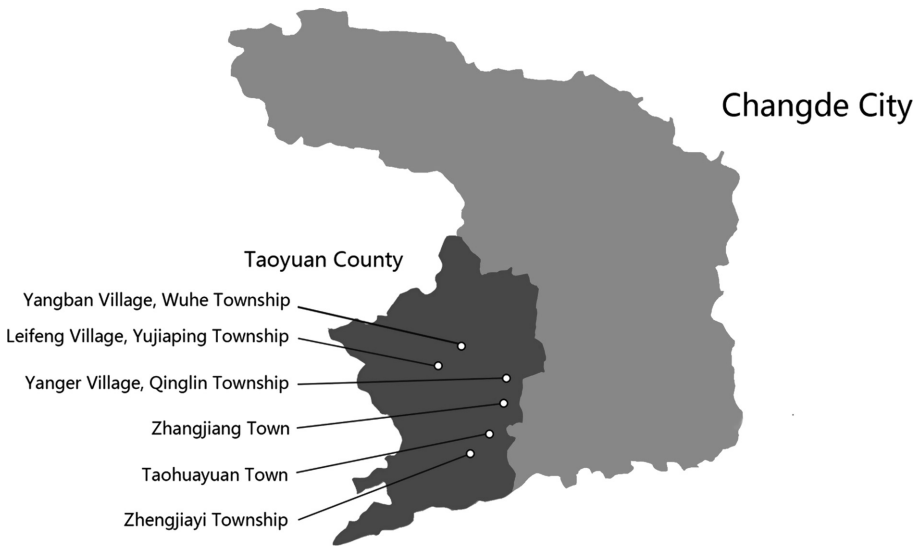 Changde City
Taoyuan County
Yangban Village, Wuhe Township
Leifeng Village, Yujiaping Township
Yanger Village, Qinglin Township
Zhangjiang Town
Taohuayuan Town
Zhengjiayi Township